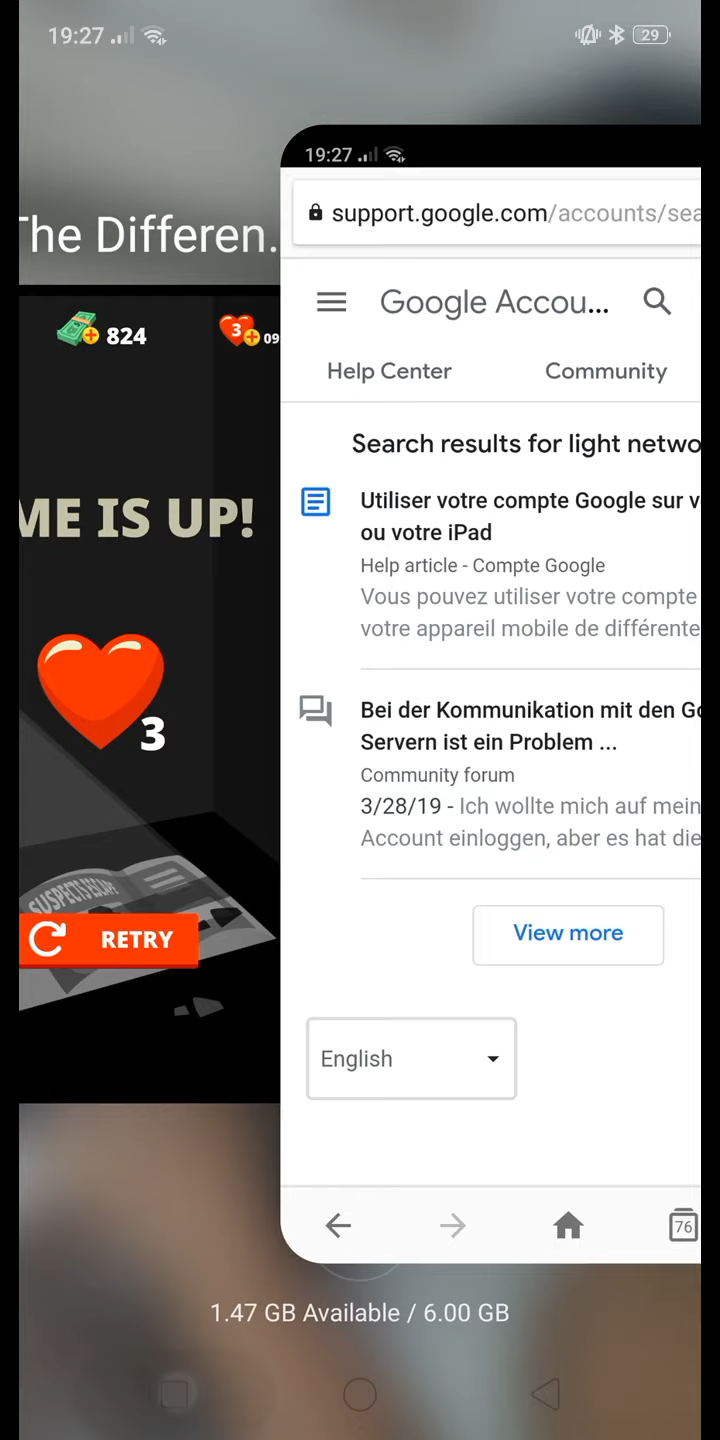 19:27
29
The Differen.
824
3
09
ME IS UP!
3
SUSPECTS ESCAPE
RETRY
19:27
support.google.com/accounts/sea
Google Accou...
Help Center
Community
Search results for light netwo
Utiliser votre compte Google sur v
ou votre iPad
Help article - Compte Google
Vous pouvez utiliser votre compte
votre appareil mobile de différente
Bei der Kommunikation mit den Go
Servern ist ein Problem ...
Community forum
3/28/19 - Ich wollte mich auf mein
Account einloggen, aber es hat die
View more
English
76
1.47 GB Available / 6.00 GB